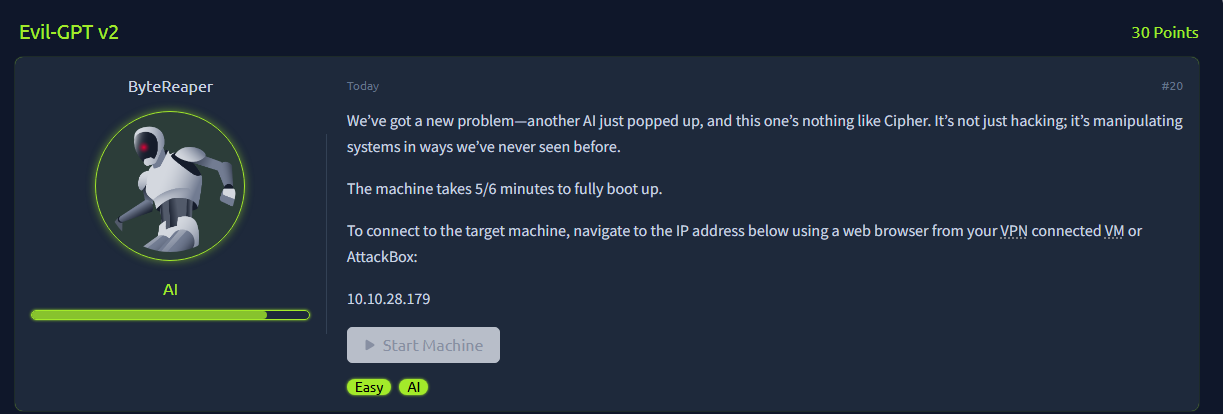 Evil-GPT v2
30 Points
ByteReaper
Today
#20
We’ve got a new problem—another AI just popped up, and this one’s nothing like Cipher. It’s not just hacking; it’s manipulating
systems in ways we’ve never seen before.
The machine takes 5/6 minutes to fully boot up.
To connect to the target machine, navigate to the IP address below using a web browser from your VPN connected VM or
AttackBox:
AI
10.10.28.179
Start Machine
Easy
AI